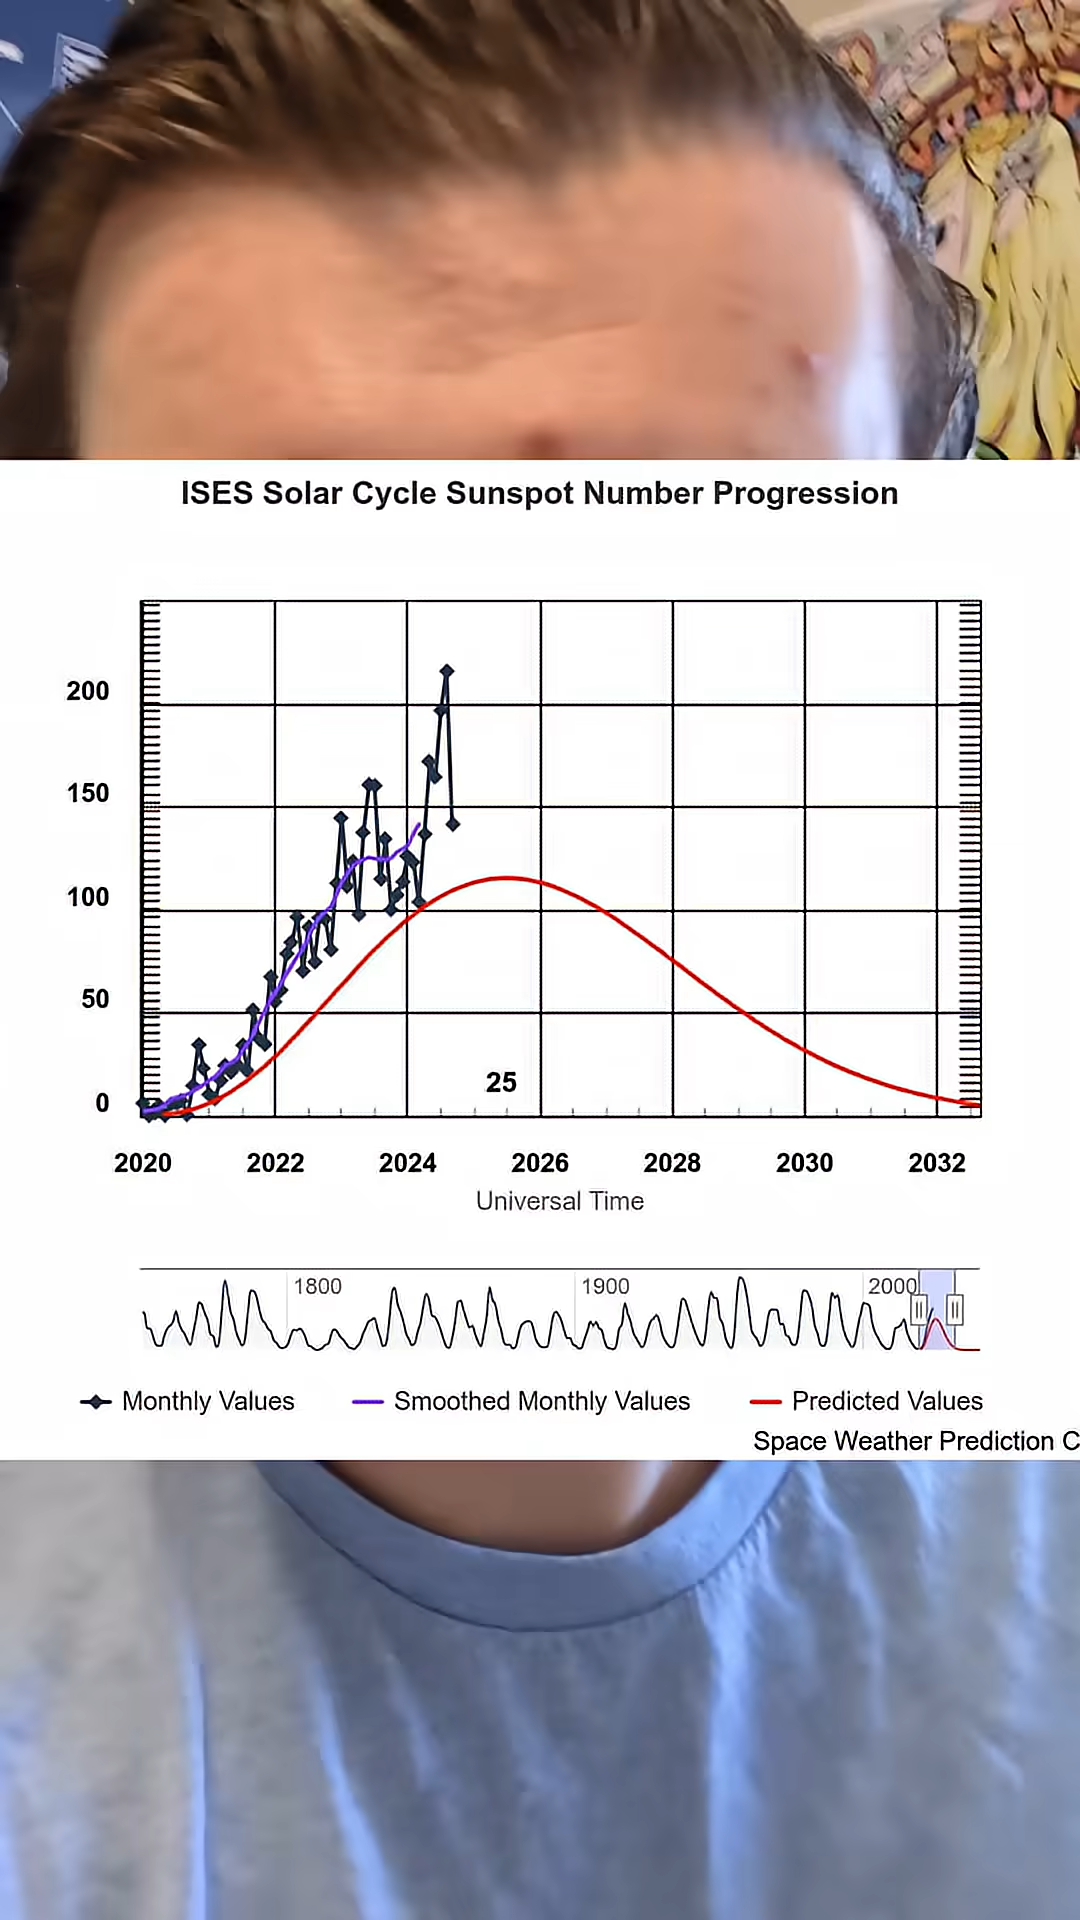 ISES Solar Cycle Sunspot Number Progression
200
150
100
50
0
25
2020 2022 2024 2026 2028 2030 2032
Universal Time
1800 1900 2000
Monthly Values Smoothed Monthly Values Predicted Values
Space Weather Prediction C